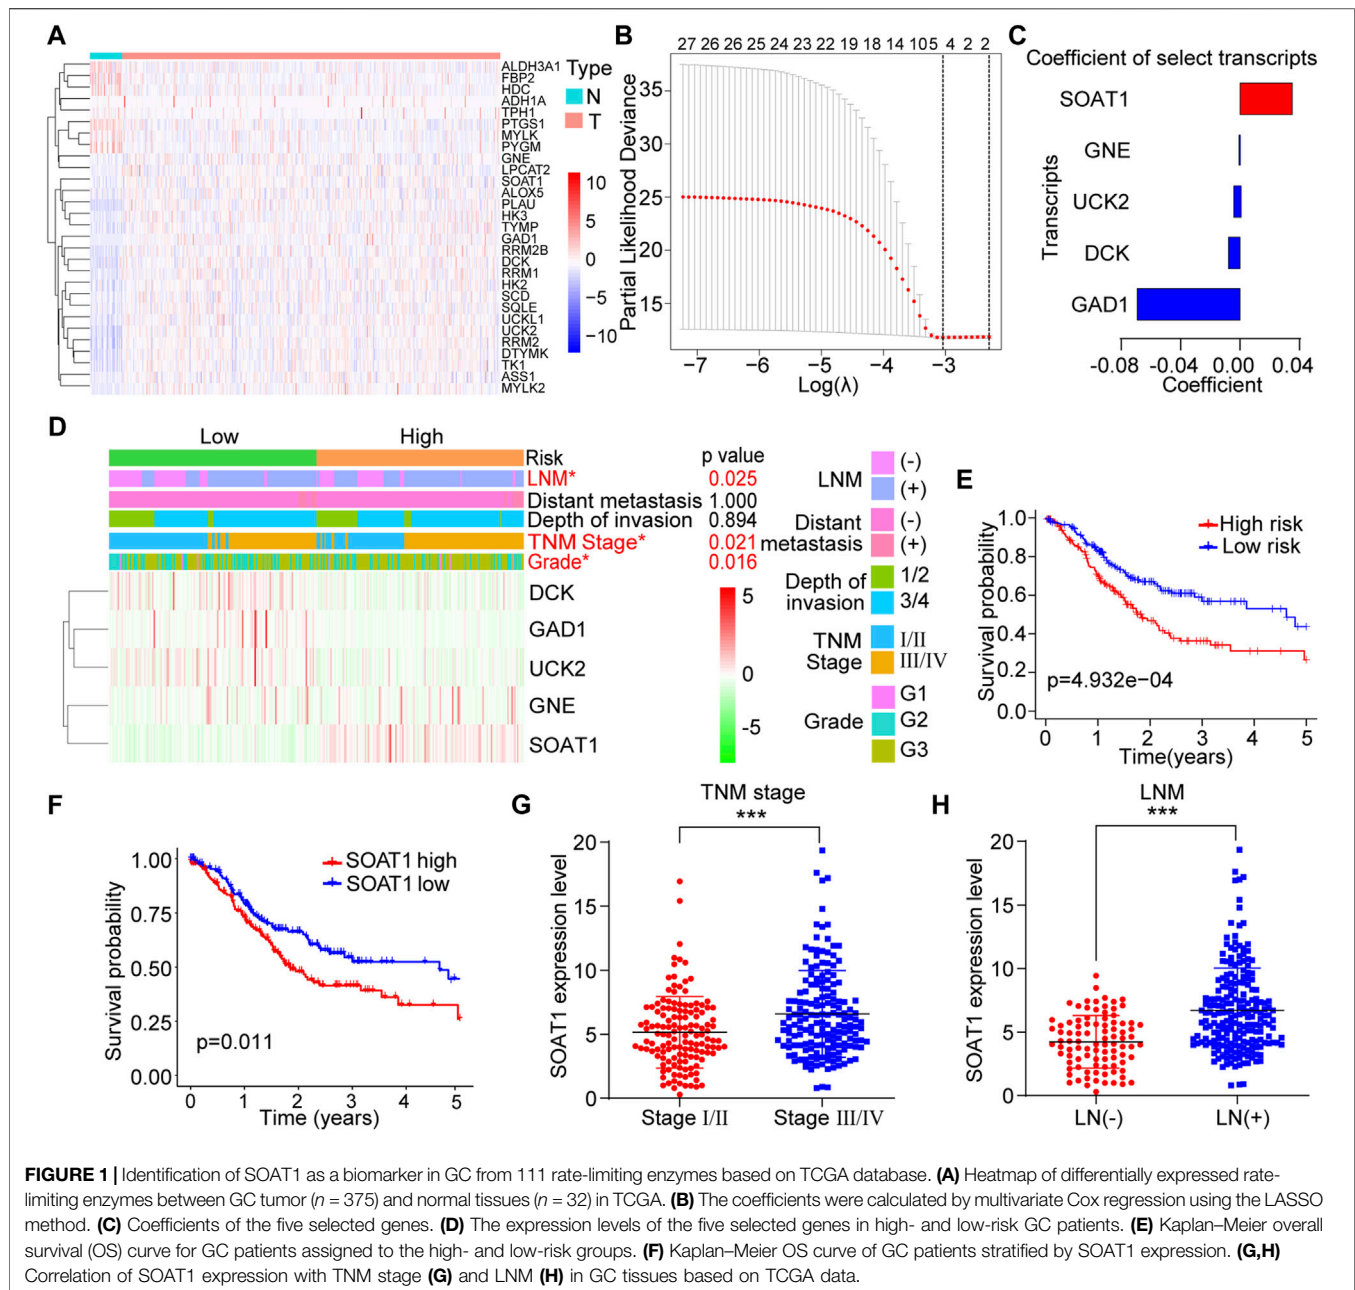 A
Type
N
T
ALDH3A1
FBP2
HDC
ADH1A
TPH1
PTGS1
MYLK
PYGM
GNE
LPCAT2
SOAT1
ALOX5
PLAU
HK3
TYMP
GAD1
RRM2B
DCK
RRM1
HK2
SCD
SQLE
UCKL1
UCK2
RRM2
DTYMK
TK1
ASS1
MYLK2
10
5
0
−5
−10
B
27 26 26 25 24 23 22 19 18 14 10 5 4 2 2
Partial Likelihood Deviance
35
30
25
20
15
−7 −6 −5 −4 −3
Log(λ)
C
Coefficient of select transcripts
Transcripts
SOAT1
GNE
UCK2
DCK
GAD1
-0.08 -0.04 0.00 0.04
Coefficient
D
Low High
Risk
p value
LNM* 0.025
Distant metastasis 1.000
Depth of invasion 0.894
TNM Stage* 0.021
Grade* 0.016
DCK
GAD1
UCK2
GNE
SOAT1
5
0
-5
LNM
(-)
(+)
Distant metastasis
(-)
(+)
Depth of invasion
1/2
3/4
TNM Stage
I/II
III/IV
Grade
G1
G2
G3
E
Survival probability
1.0
0.8
0.6
0.4
0.2
0.0
High risk
Low risk
p=4.932e−04
0 1 2 3 4 5
Time(years)
F
Survival probability
1.00
0.75
0.50
0.25
0.00
SOAT1 high
SOAT1 low
p=0.011
0 1 2 3 4 5
Time (years)
G
TNM stage
***
SOAT1 expression level
20
15
10
5
0
Stage I/II Stage III/IV
H
LNM
***
SOAT1 expression level
20
15
10
5
0
LN(-) LN(+)
FIGURE 1 | Identification of SOAT1 as a biomarker in GC from 111 rate-limiting enzymes based on TCGA database. (A) Heatmap of differentially expressed rate-
limiting enzymes between GC tumor (n = 375) and normal tissues (n = 32) in TCGA. (B) The coefficients were calculated by multivariate Cox regression using the LASSO
method. (C) Coefficients of the five selected genes. (D) The expression levels of the five selected genes in high- and low-risk GC patients. (E) Kaplan–Meier overall
survival (OS) curve for GC patients assigned to the high- and low-risk groups. (F) Kaplan–Meier OS curve of GC patients stratified by SOAT1 expression. (G,H)
Correlation of SOAT1 expression with TNM stage (G) and LNM (H) in GC tissues based on TCGA data.